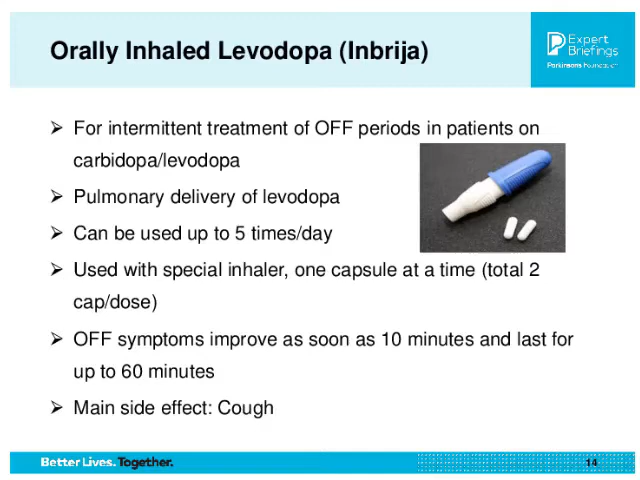 Orally Inhaled Levodopa (Inbrija)
Expert
Briefings
Parkinson's Foundation
➢ For intermittent treatment of OFF periods in patients on
carbidopa/levodopa
➢ Pulmonary delivery of levodopa
➢ Can be used up to 5 times/day
➢ Used with special inhaler, one capsule at a time (total 2
cap/dose)
➢ OFF symptoms improve as soon as 10 minutes and last for
up to 60 minutes
➢ Main side effect: Cough
Better Lives. Together.
14